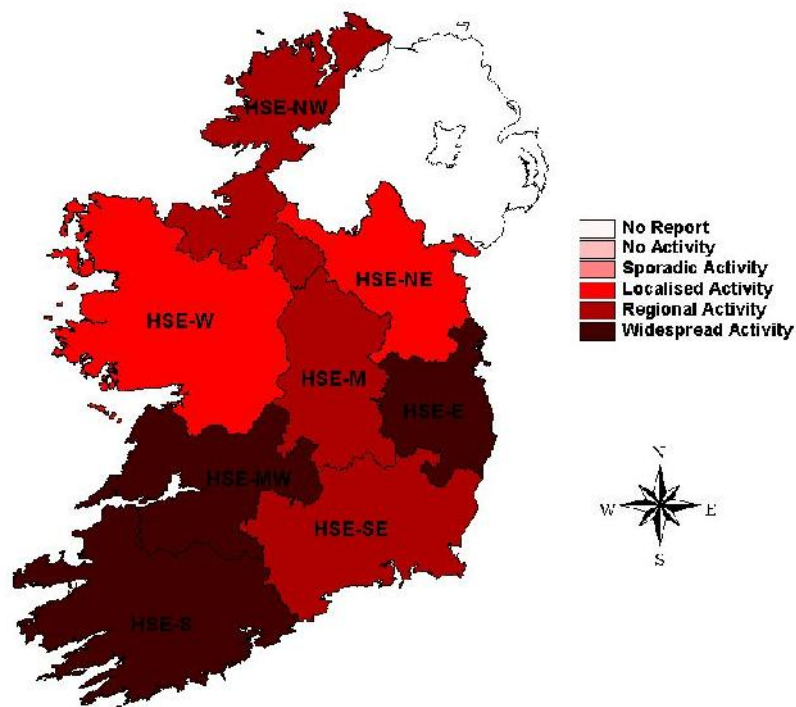 HSE-NW
No Report
No Activity
Sporadic Activity
HSE-NE
Localised Activity
HSE-W
Regional Activity
Widespread Activity
HSE-M
HSE-E
HSE-MW
N
W
E
S
HSE-SE
HSE-S